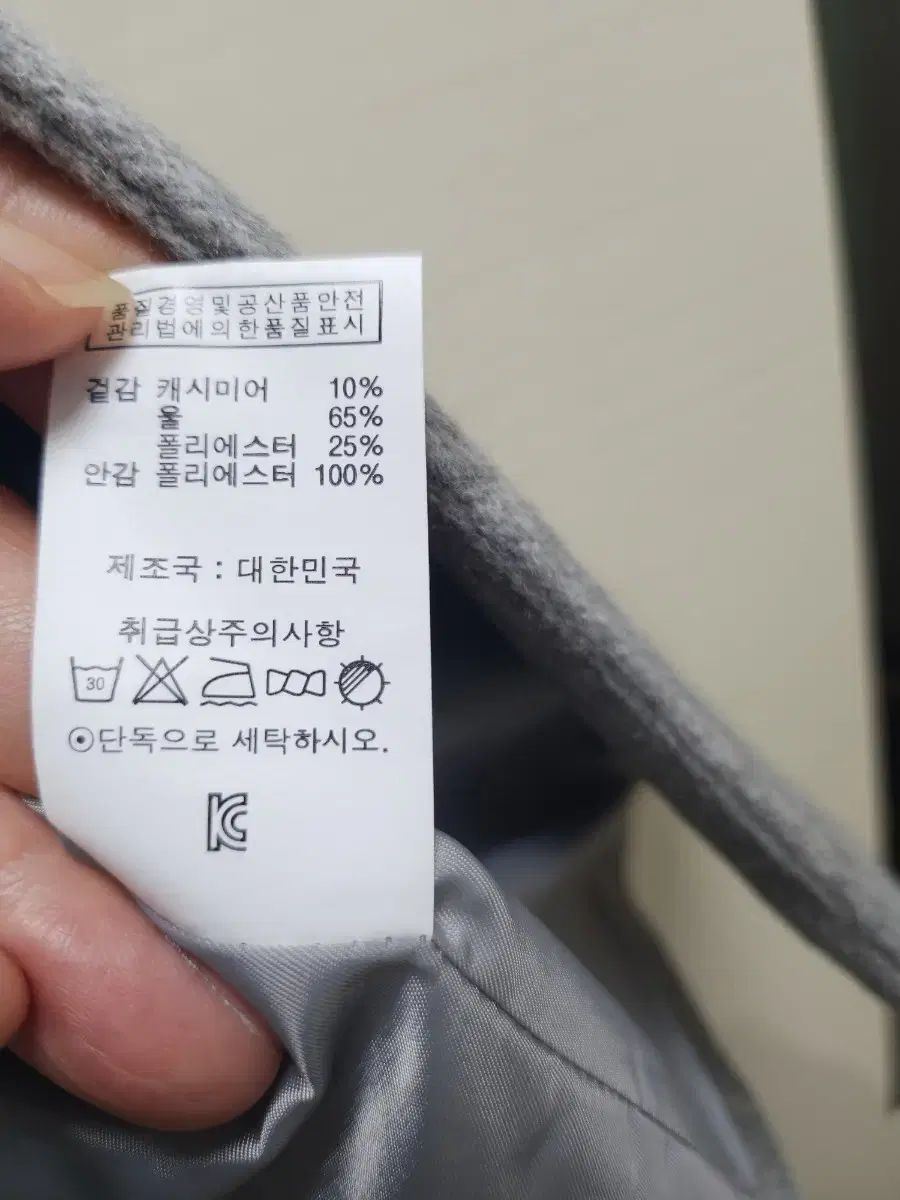 품질경영및공산품안전
관리법에의한품질표시
겉감 캐시미어 10%
울 65%
폴리에스터 25%
안감 폴리에스터 100%
제조국 : 대한민국
취급상주의사항
30
⊙단독으로 세탁하시오.
KC